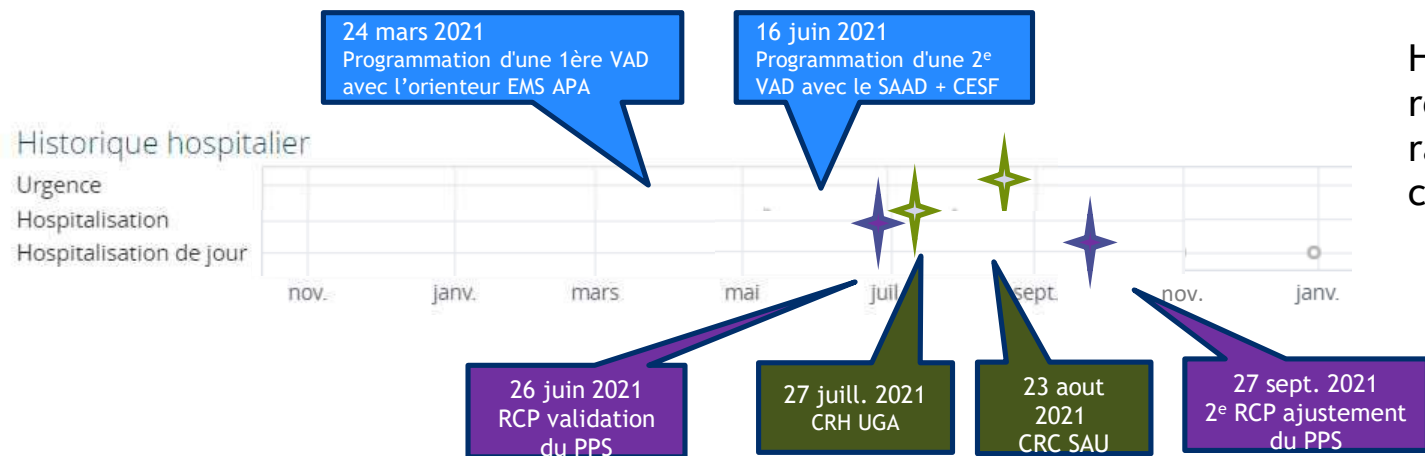 24 mars 2021
Programmation d'une 1ère VAD
avec l'orienteur EMS APA
16 juin 2021
Programmation d'une 2e
VAD avec le SAAD + CESF
Historique hospitalier
Urgence
Hospitalisation
Hospitalisation de jour
nov.
janv.
mars
mai
juil
sept.
nov.
janv.
26 juin 2021
RCP validation
du PPS
27 juill. 2021
CRH UGA
23 aout
2021
CRC SAU
27 sept. 2021
2e RCP ajustement
du PPS